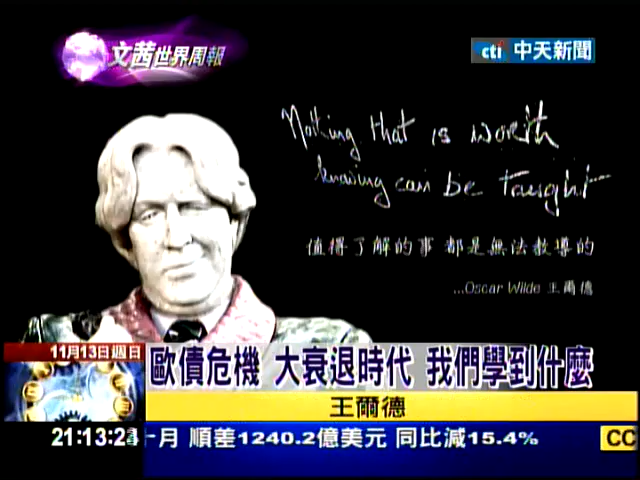 文茜世界周報
cti 中天新聞
Nothing that is worth
knowing can be taught
值得了解的事 都是無法教導的
...Oscar Wilde 王爾德
11月13日週日
歐債危機 大衰退時代 我們學到什麼
王爾德
21:13:2
一月 順差1240.2億美元 同比減15.4%
CC